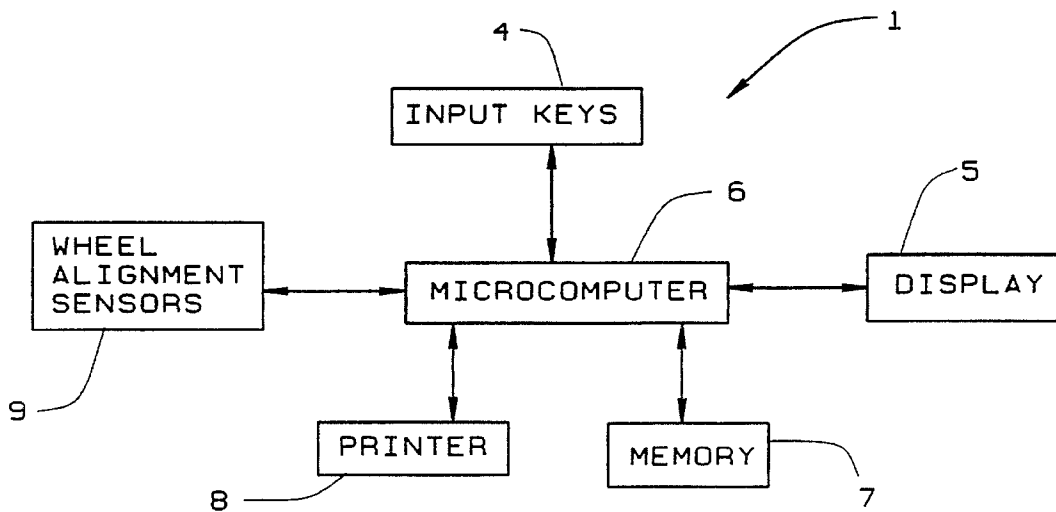 4
1
INPUT KEYS
6
5
WHEEL
ALIGNMENT
SENSORS
MICROCOMPUTER
DISPLAY
9
PRINTER
MEMORY
8
7